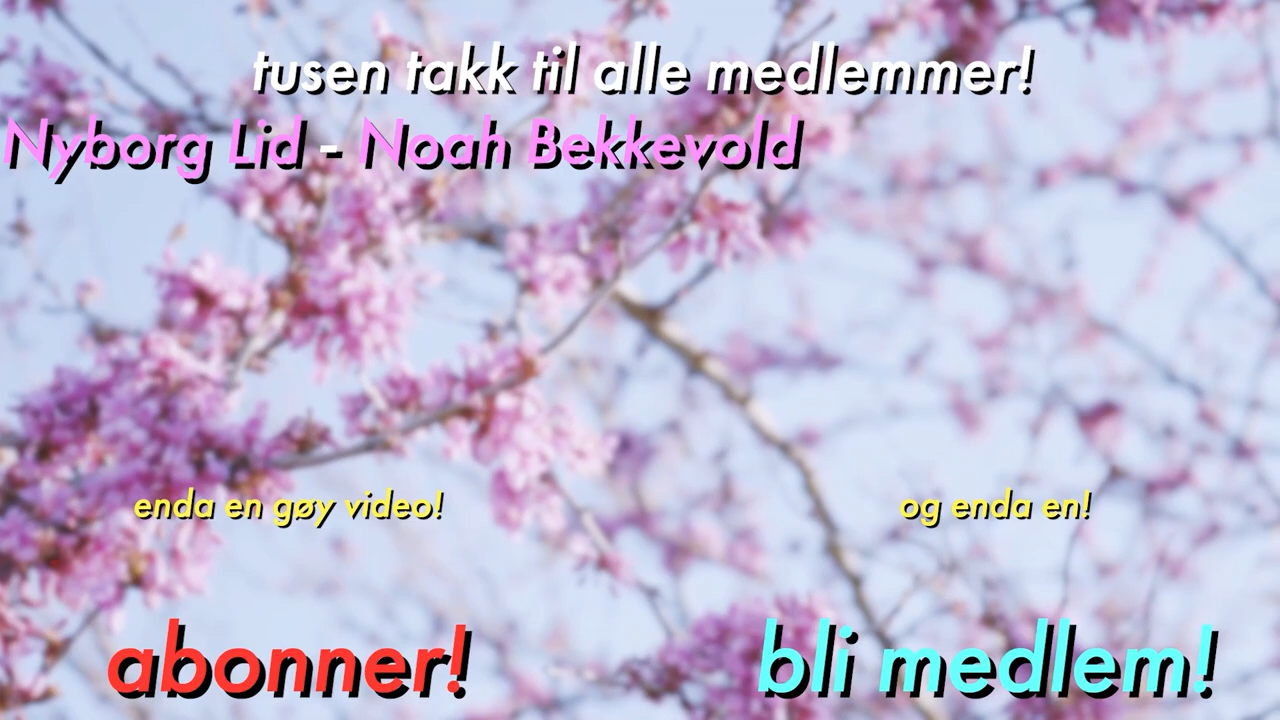 tusen takk til alle medlemmer!
Nyborg Lid - Noah Bekkevold
enda en gøy video!
og enda en!
abonner!
bli medlem!